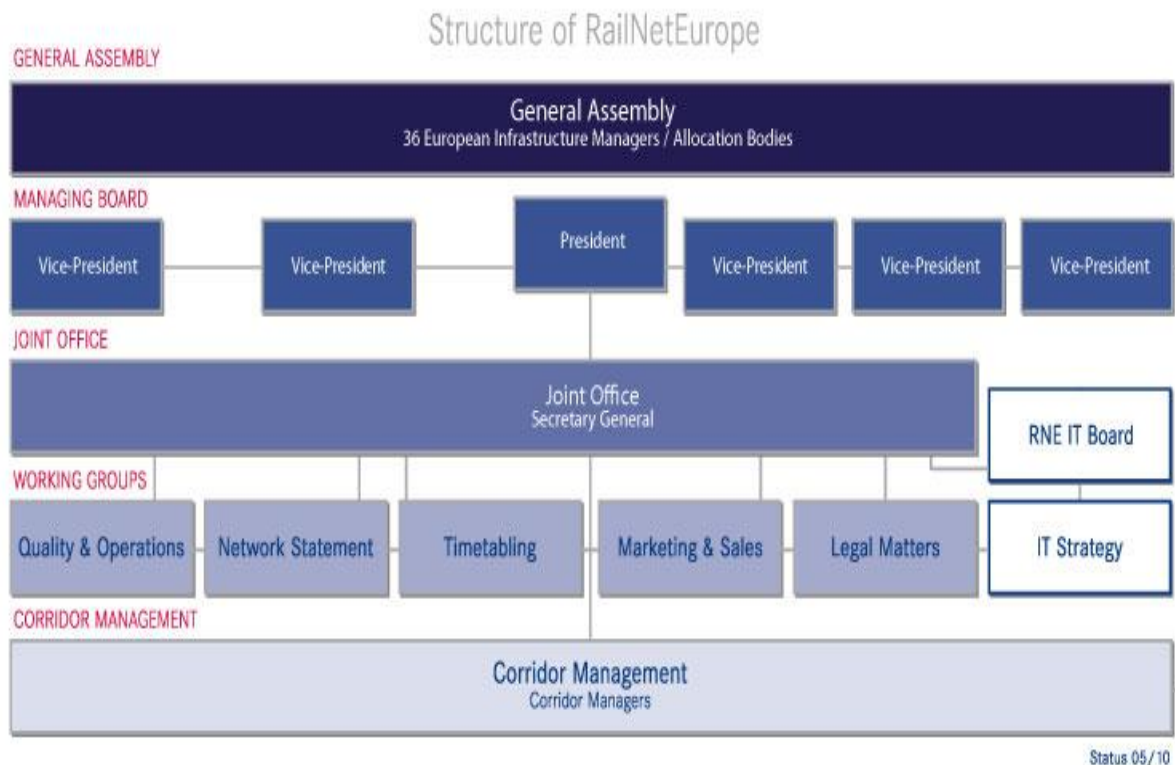 Structure of RailNetEurope
GENERAL ASSEMBLY
General Assembly
36 European Infrastructure Managers / Allocation Bodies
MANAGING BOARD
Vice-President
Vice-President
President
Vice-President
Vice-President
Vice-President
JOINT OFFICE
Joint Office
Secretary General
RNE IT Board
WORKING GROUPS
Quality & Operations
Network Statement
Timetabling
Marketing & Sales
Legal Matters
IT Strategy
CORRIDOR MANAGEMENT
Corridor Management
Corridor Managers
Status 05/10